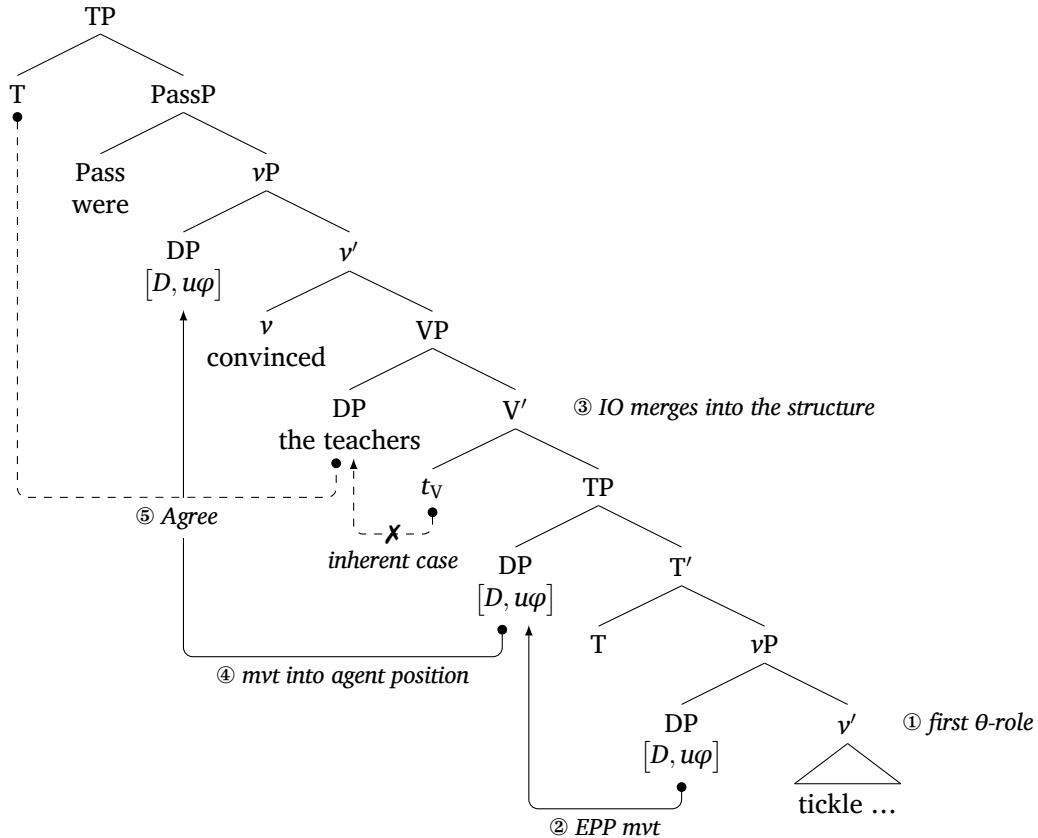 TP
T PassP
Pass vP
were
DP v′
[D, uφ]
v VP
convinced
DP V′ ③ IO merges into the structure
the teachers
tV TP
⑤ Agree
✗
inherent case
DP T′
[D, uφ]
T vP
④ mvt into agent position
DP v′ ① first θ-role
[D, uφ]
tickle …
② EPP mvt